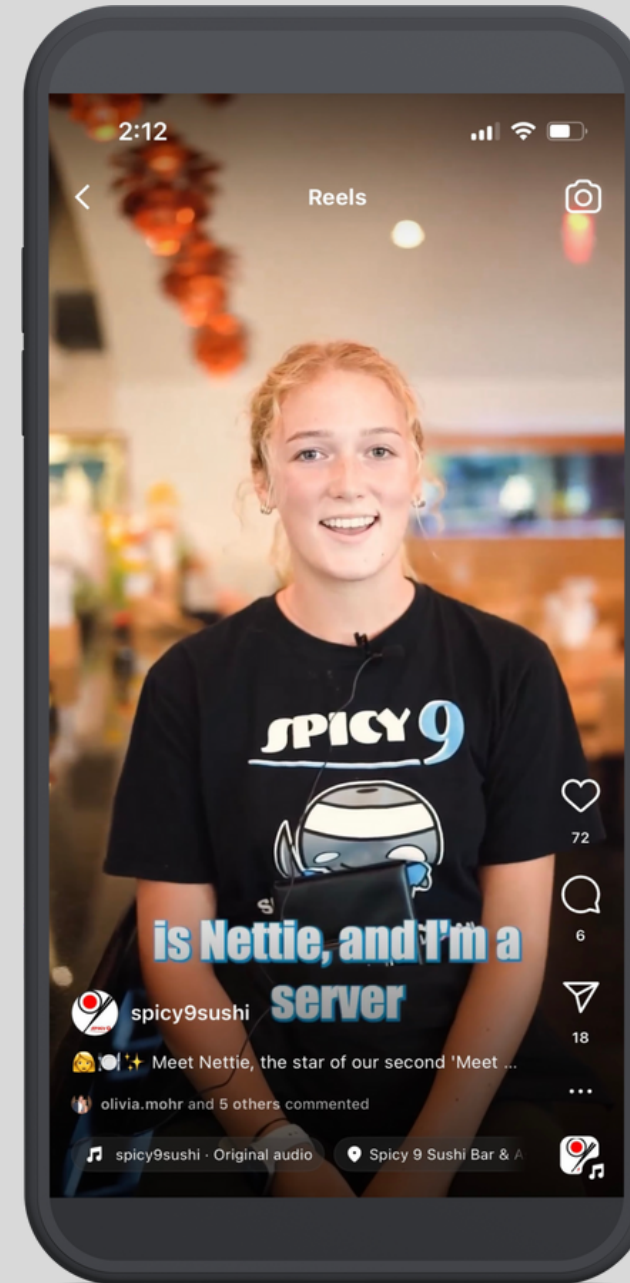 2:12
Reels
SPICY 9
72
is Nettie, and I'm a
server
6
spicy9sushi
18
Meet Nettie, the star of our second 'Meet ...
olivia.mohr and 5 others commented
spicy9sushi · Original audio
Spicy 9 Sushi Bar & A